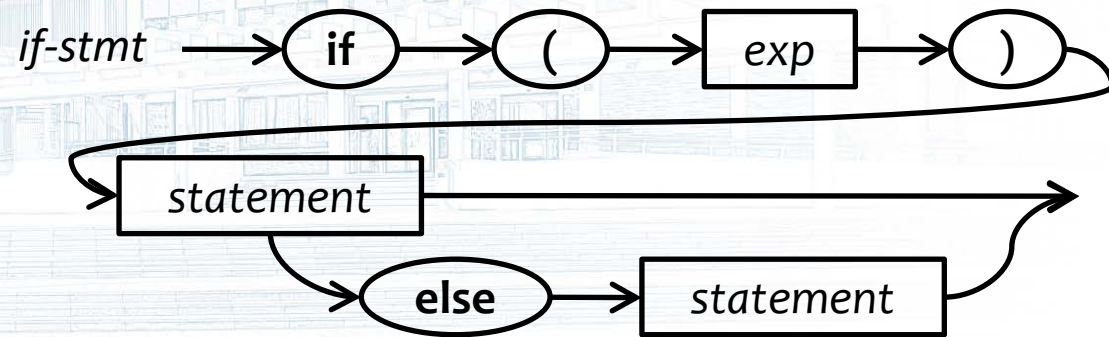 if-stmt if ( exp )
statement
else statement